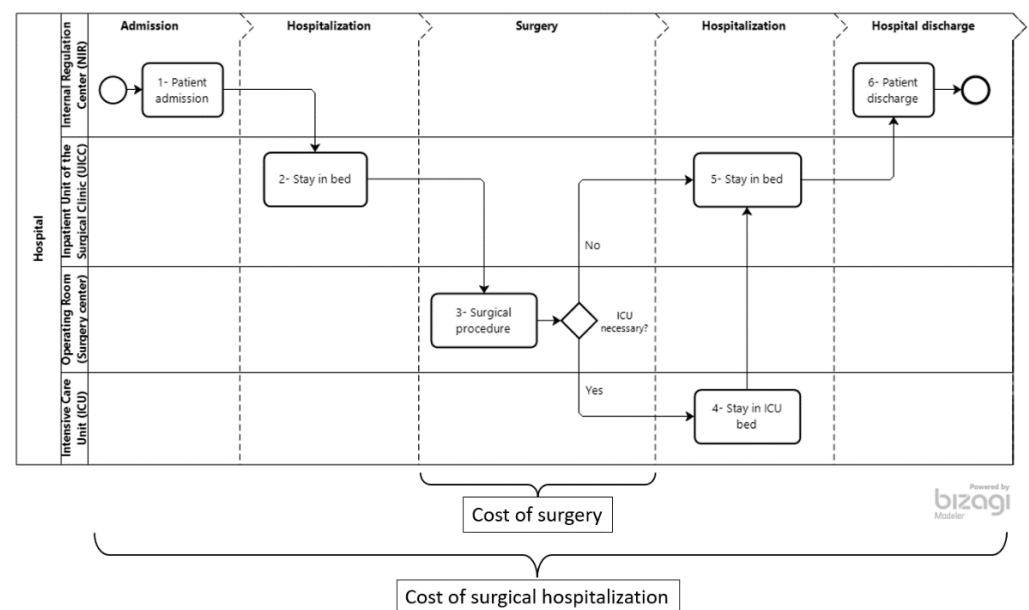 Admission
Hospitalization
Surgery
Hospitalization
Hospital discharge
Hospital
Internal Regulation
Center (NIR)
1- Patient
admission
6- Patient
discharge
Inpatient Unit of the
Surgical Clinic (UICC)
2- Stay in bed
5- Stay in bed
No
Operating Room
(Surgery center)
3- Surgical
procedure
ICU
necessary?
Intensive Care
Unit (ICU)
Yes
4- Stay in ICU
bed
Cost of surgery
Powered by
bizagi
Modeler
Cost of surgical hospitalization